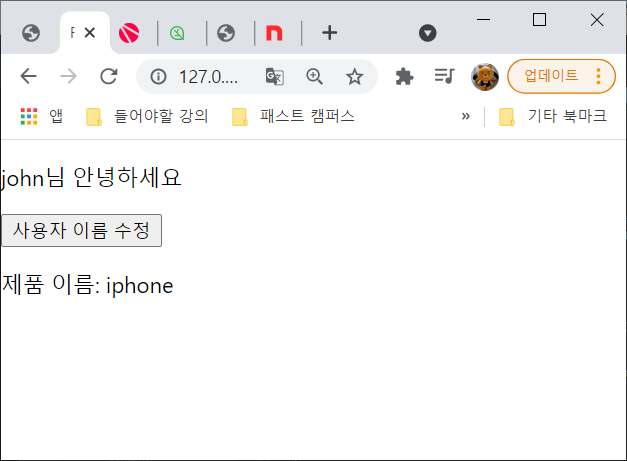 127.0....
업데이트
앱 들어야할 강의 패스트 캠퍼스 » 기타 북마크
john님 안녕하세요
사용자 이름 수정
제품 이름: iphone